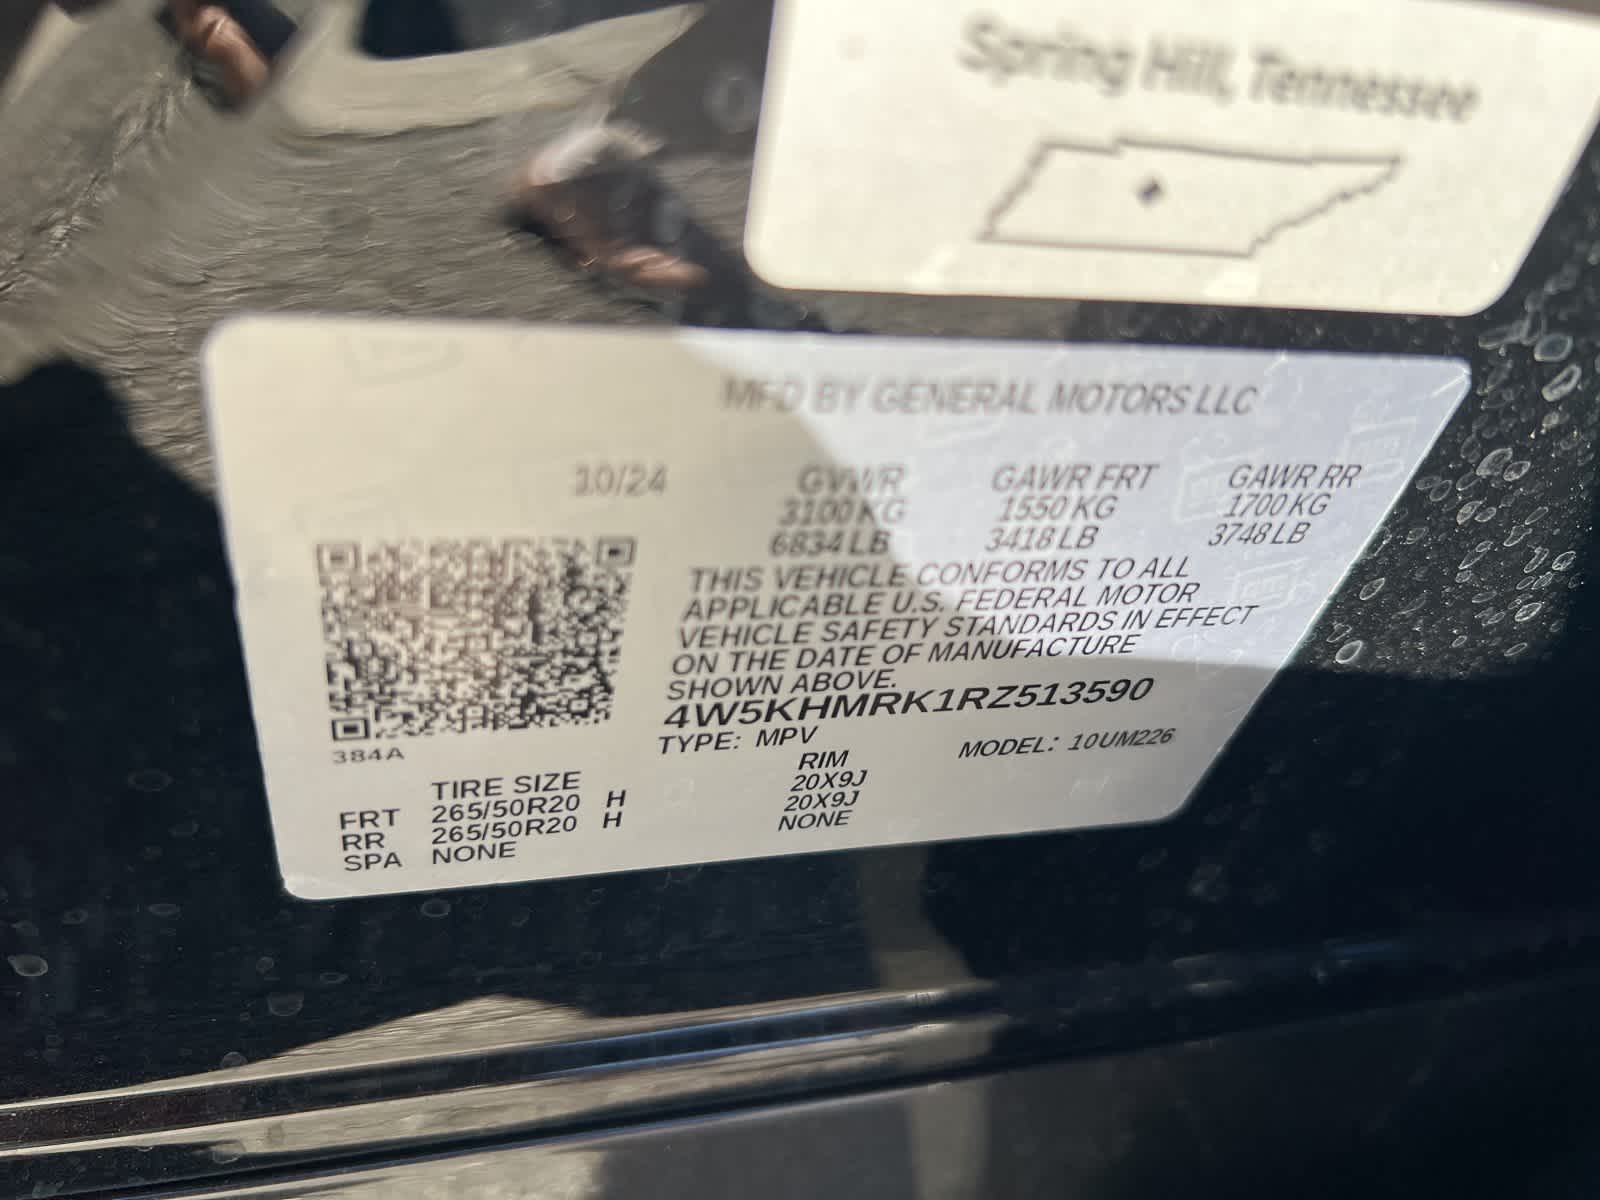 Spring Hill, Tennessee
MFD BY GENERAL MOTORS LLC
10/24 GVWR GAWR FRT GAWR RR
3100 KG 1550 KG 1700 KG
6834 LB 3418 LB 3748 LB
THIS VEHICLE CONFORMS TO ALL
APPLICABLE U.S. FEDERAL MOTOR
VEHICLE SAFETY STANDARDS IN EFFECT
ON THE DATE OF MANUFACTURE
SHOWN ABOVE.
4W5KHMRK1RZ513590
TYPE: MPV MODEL: 10UM226
384A
TIRE SIZE RIM
FRT 265/50R20 H 20X9J
RR 265/50R20 H 20X9J
SPA NONE NONE